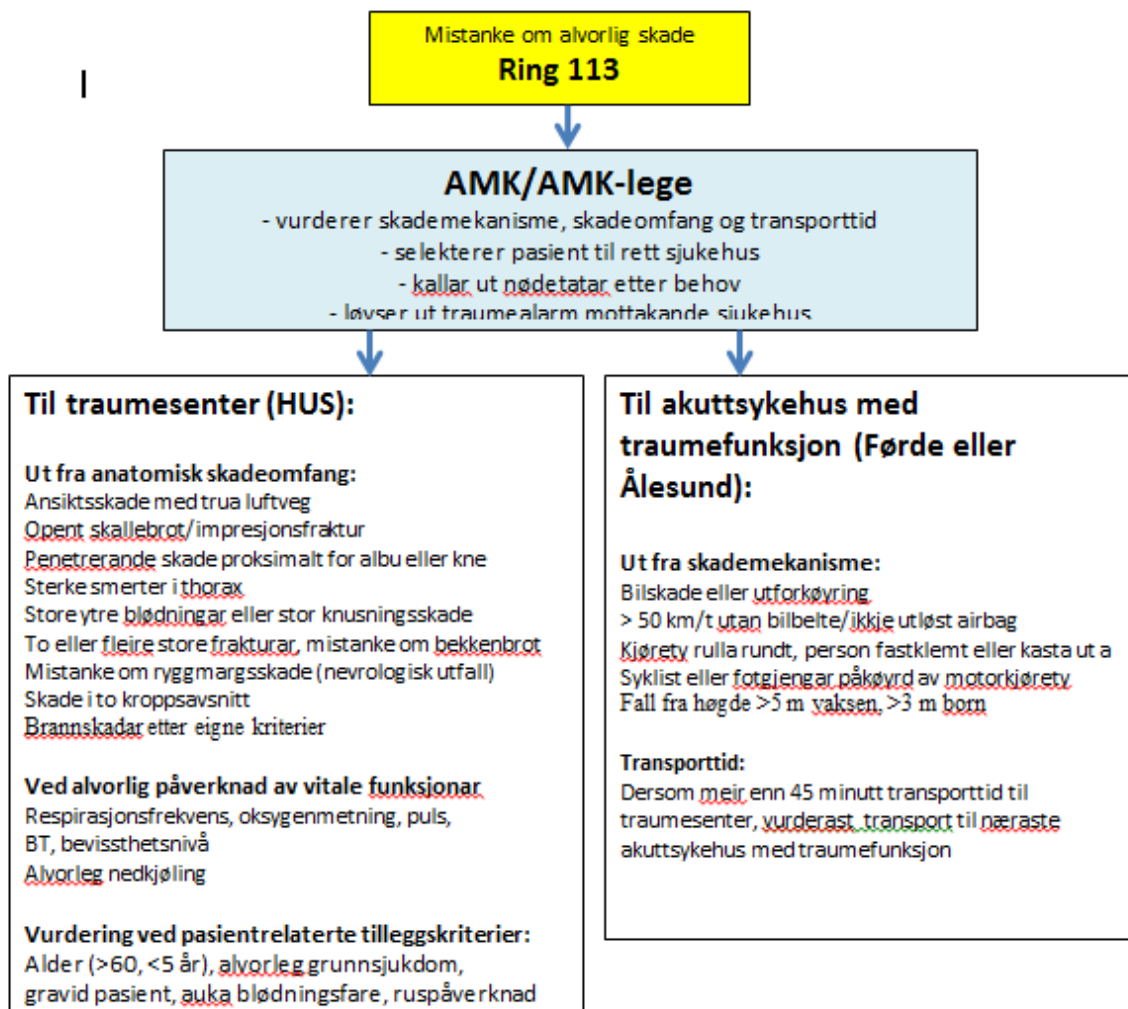 Mistanke om alvorlig skade
Ring 113
AMK/AMK-lege
- vurderer skademekanisme, skadeomfang og transporttid
- selekterer pasient til rett sjukehus
- kallar ut nødetatar etter behov
- løyser ut traumealarm mottakande sjukehus
Til traumesenter (HUS):
Ut fra anatomisk skadeomfang:
Ansiktsskade med trua luftveg
Opent skallebrot/impresjonsfraktur
Penetrerande skade proksimalt for albu eller kne
Sterke smerter i thorax
Store ytre blødningar eller stor knusningsskade
To eller fleire store frakturar, mistanke om bekkenbrot
Mistanke om ryggmargsskade (nevrologisk utfall)
Skade i to kroppsavsnitt
Brannskadar etter eigne kriterier
Ved alvorlig påverknad av vitale funksjonar
Respirasjonsfrekvens, oksygenmetning, puls,
BT, bevissthetsnivå
Alvorleg nedkjøling
Vurdering ved pasientrelaterte tilleggskriterier:
Alder (>60, <5 år), alvorleg grunnsjukdom,
gravid pasient, auka blødningsfare, ruspåverknad
Til akuttsykehus med
traumefunksjon (Førde eller
Ålesund):
Ut fra skademekanisme:
Bilskade eller utforkøyring
> 50 km/t utan bilbelte/ikkje utløst airbag
Kjørety rulla rundt, person fastklemt eller kasta ut a
Syklist eller fotgjengar påkøyrd av motorkjørety
Fall fra høgde >5 m vaksen, >3 m born
Transporttid:
Dersom meir enn 45 minutt transporttid til
traumesenter, vurderast transport til næraste
akuttsykehus med traumefunksjon